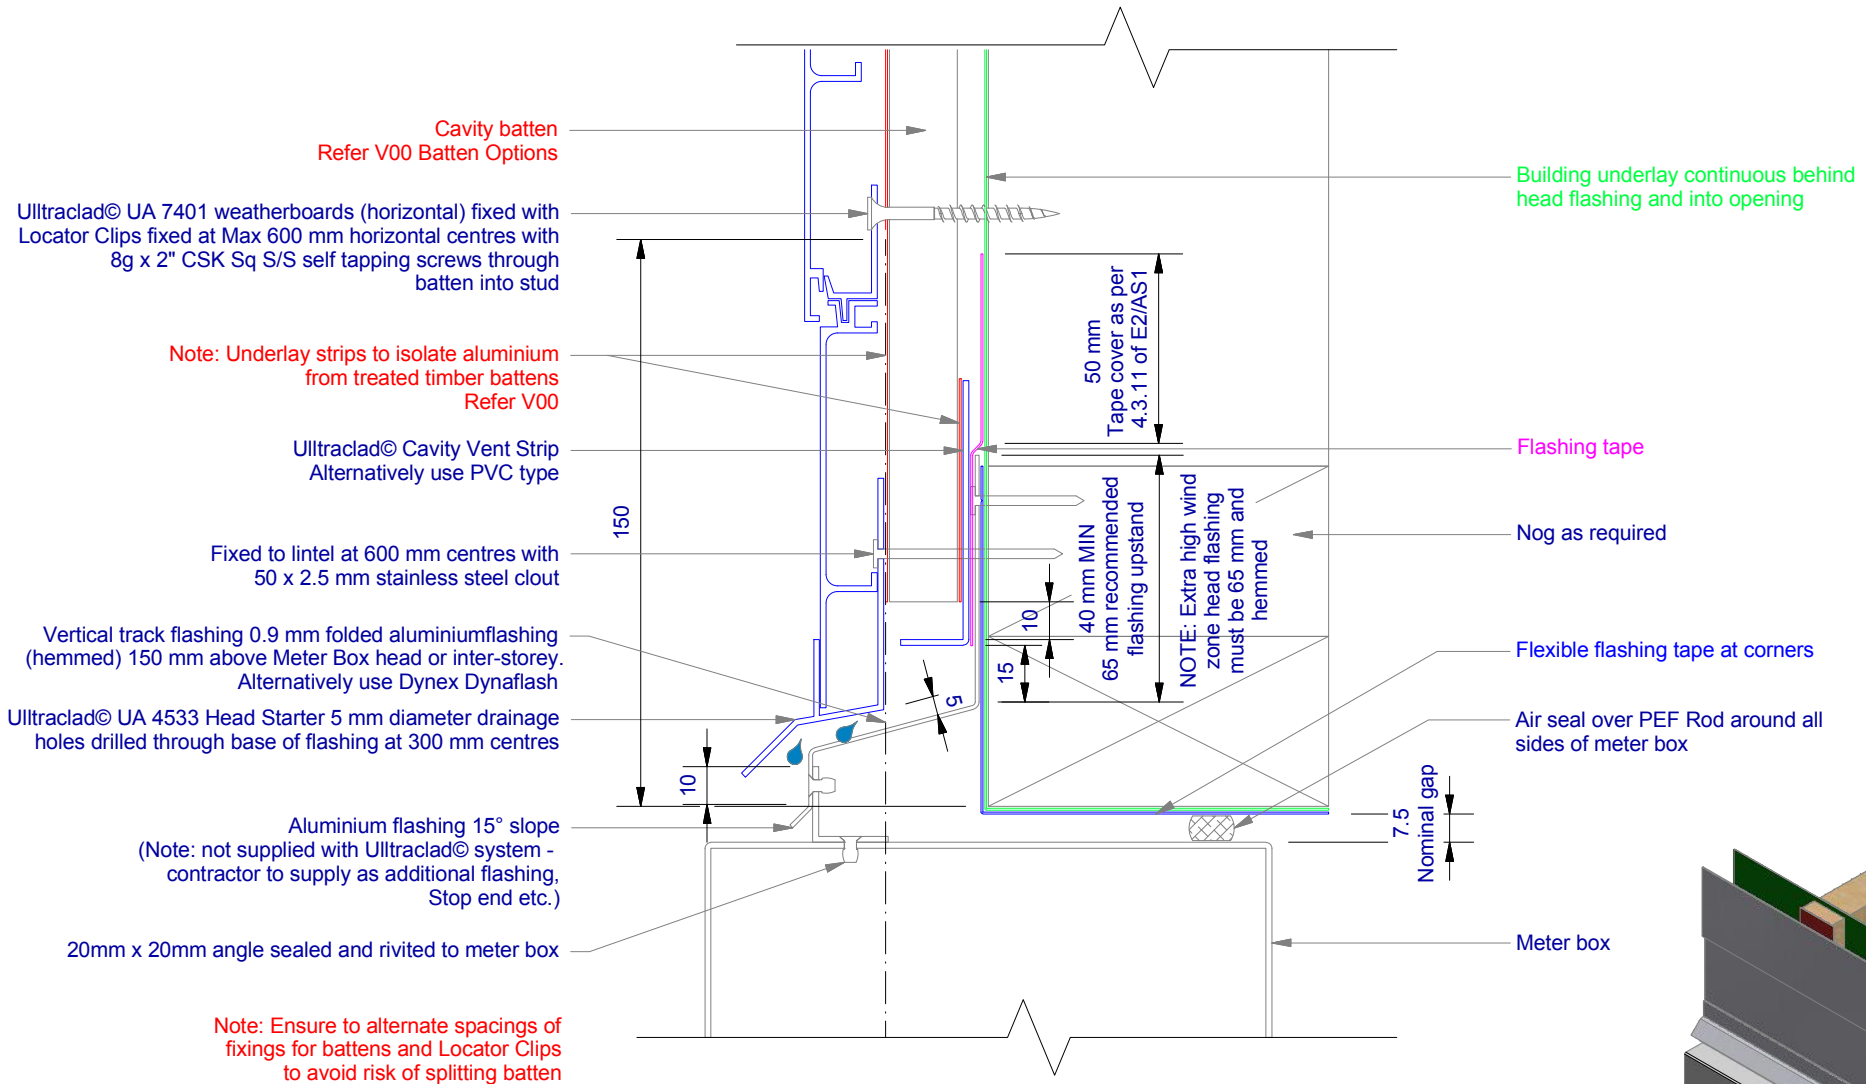 Cavity batten
Refer V00 Batten Options
Ulltraclad© UA 7401 weatherboards (horizontal) fixed with
Locator Clips fixed at Max 600 mm horizontal centres with
8g x 2" CSK Sq S/S self tapping screws through
batten into stud
Note: Underlay strips to isolate aluminium
from treated timber battens
Refer V00
Ulltraclad© Cavity Vent Strip
Alternatively use PVC type
Fixed to lintel at 600 mm centres with
50 x 2.5 mm stainless steel clout
Vertical track flashing 0.9 mm folded aluminiumflashing
(hemmed) 150 mm above Meter Box head or inter-storey.
Alternatively use Dynex Dynaflash
Ulltraclad© UA 4533 Head Starter 5 mm diameter drainage
holes drilled through base of flashing at 300 mm centres
Aluminium flashing 15° slope
(Note: not supplied with Ulltraclad© system -
contractor to supply as additional flashing,
Stop end etc.)
20mm x 20mm angle sealed and rivited to meter box
Note: Ensure to alternate spacings of
fixings for battens and Locator Clips
to avoid risk of splitting batten
150
10
5
10
15
50 mm
Tape cover as per
4.3.11 of E2/AS1
40 mm MIN
65 mm recommended
flashing upstand
NOTE: Extra high wind
zone head flashing
must be 65 mm and
hemmed
7.5
Nominal gap
Building underlay continuous behind
head flashing and into opening
Flashing tape
Nog as required
Flexible flashing tape at corners
Air seal over PEF Rod around all
sides of meter box
Meter box